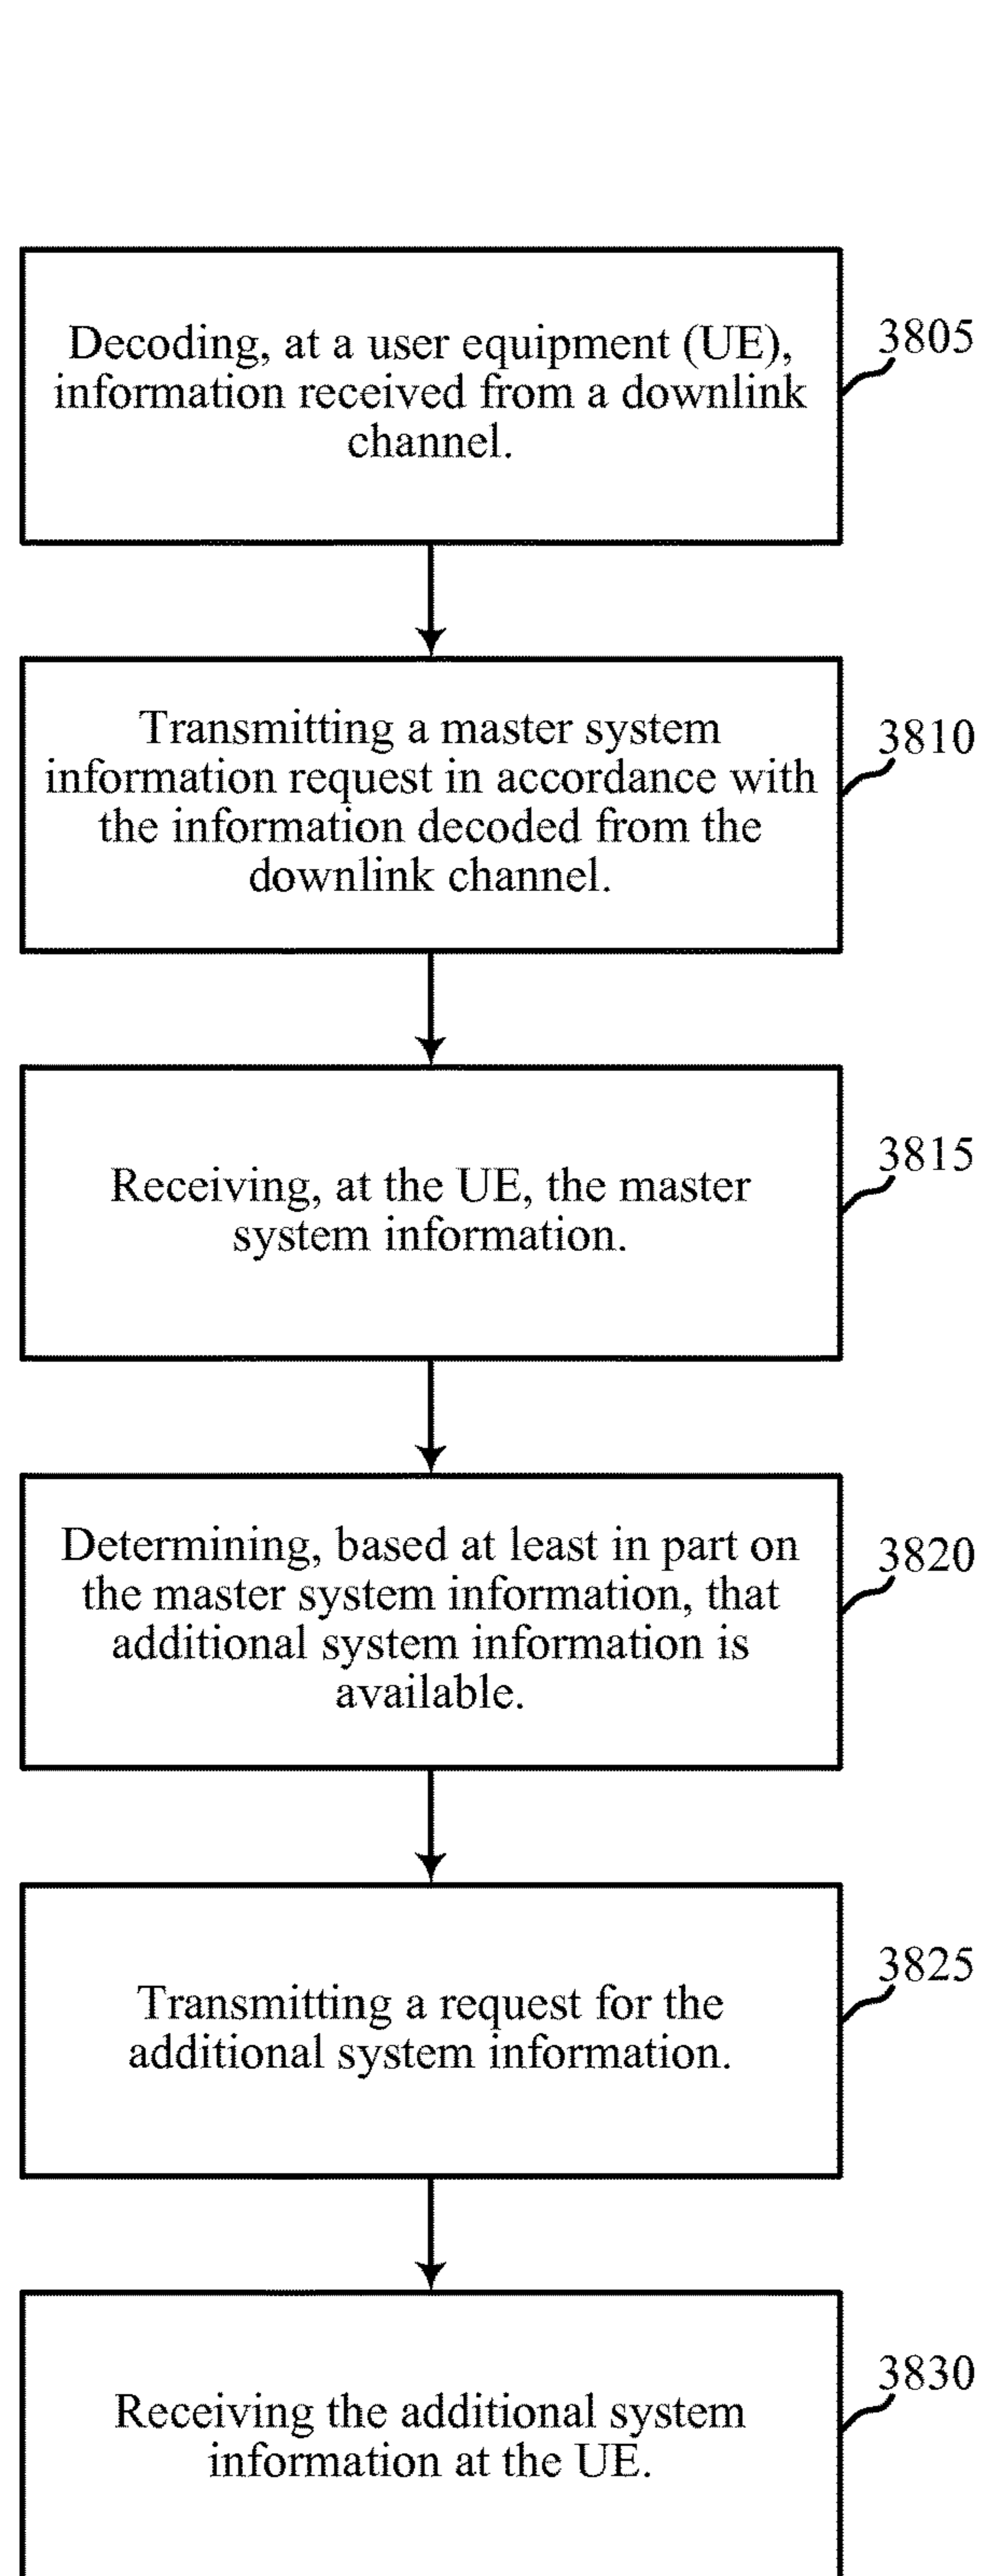 Decoding, at a user equipment (UE),
information received from a downlink
channel.
3805
Transmitting a master system
information request in accordance with
the information decoded from the
downlink channel.
3810
Receiving, at the UE, the master
system information.
3815
Determining, based at least in part on
the master system information, that
additional system information is
available.
3820
Transmitting a request for the
additional system information.
3825
Receiving the additional system
information at the UE.
3830